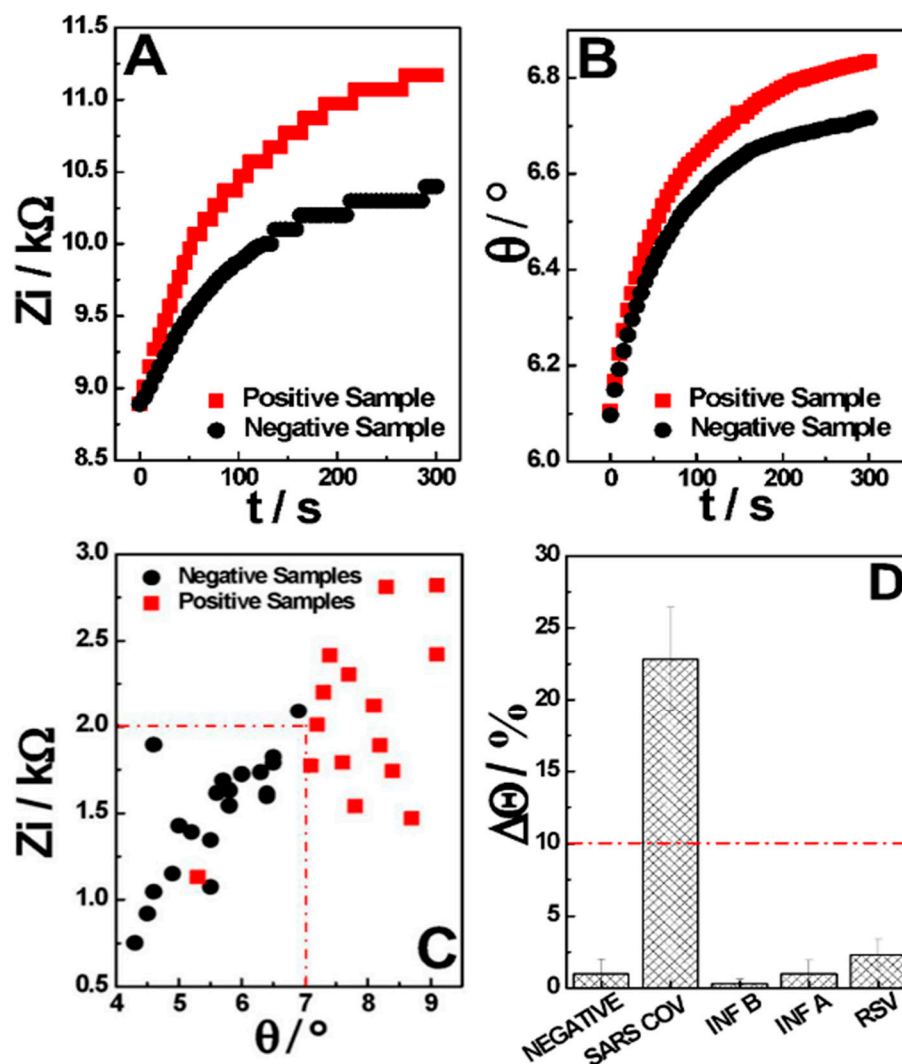 A
11.5
11.0
10.5
10.0
9.5
9.0
8.5
Zi / kΩ
Positive Sample
Negative Sample
0 100 200 300
t / s
B
6.8
6.6
6.4
6.2
6.0
θ / °
Positive Sample
Negative Sample
0 100 200 300
t / s
3.0
2.5
2.0
1.5
1.0
0.5
Zi / kΩ
Negative Samples
Positive Samples
C
4 5 6 7 8 9
θ / °
D
30
25
20
15
10
5
0
ΔΘ / %
NEGATIVE
SARS COV
INF B
INF A
RSV